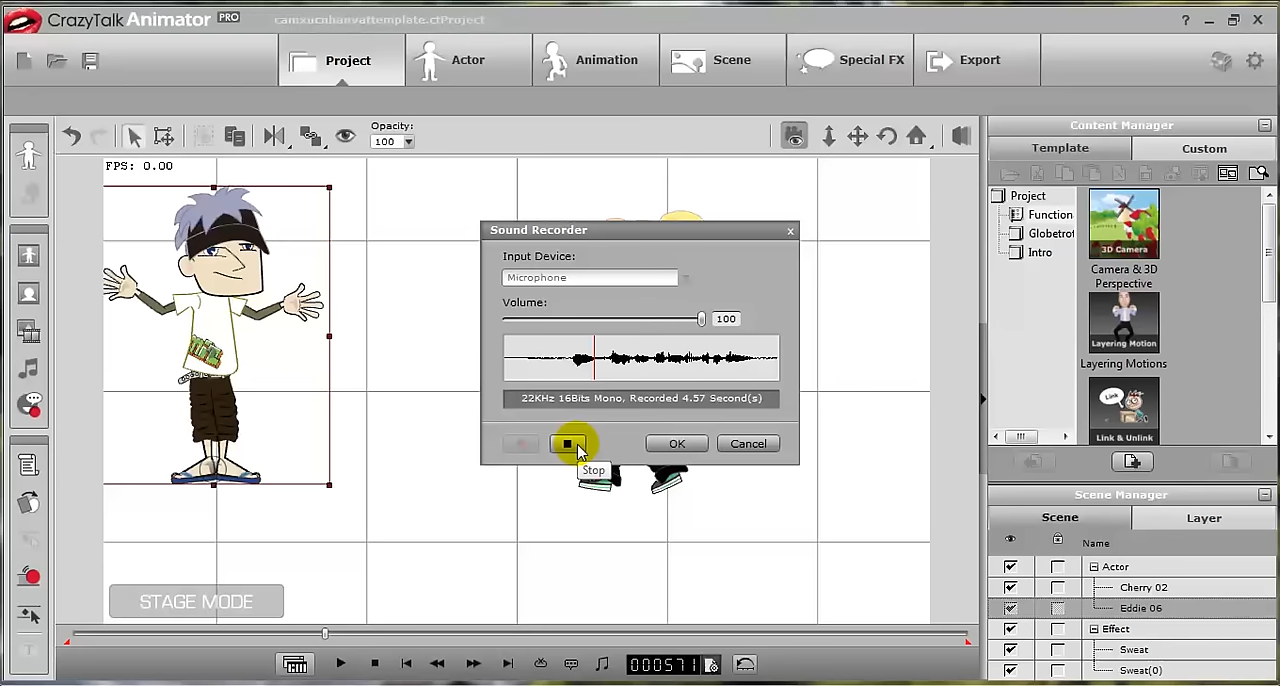 CrazyTalk Animator PRO
camxucnhanvattemplate.ctProject
Project
Actor
Animation
Scene
Special FX
Export
Opacity:
100
FPS: 0.00
Sound Recorder
Input Device:
Microphone
Volume:
100
22KHz 16Bits Mono, Recorded 4.57 Second(s)
OK
Cancel
Stop
STAGE MODE
000571
Content Manager
Template
Custom
Project
Function
Globetrot
Intro
3D Camera
Camera & 3D
Perspective
Layering Motion
Layering Motions
Link
Link & Unlink
Scene Manager
Scene
Layer
Name
Actor
Cherry 02
Eddie 06
Effect
Sweat
Sweat(0)